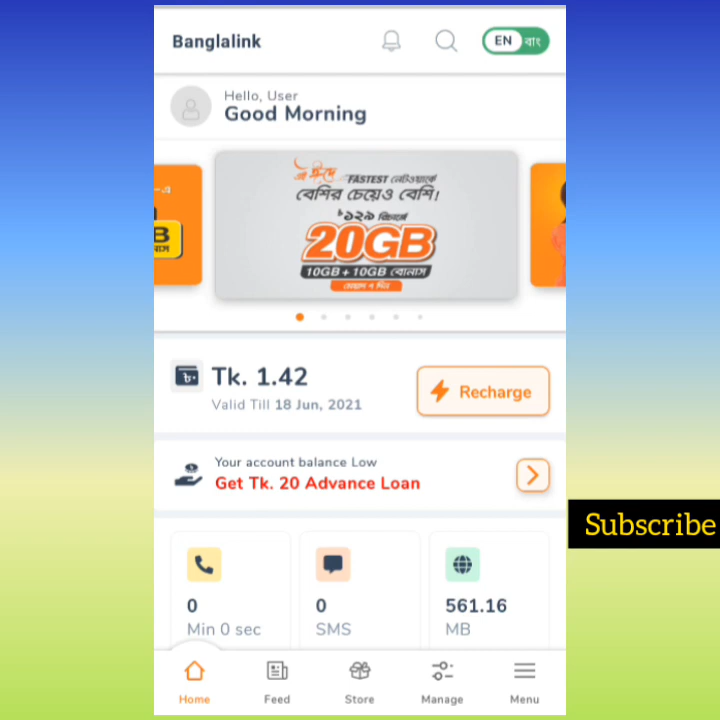 Banglalink
EN বাং
Hello, User
Good Morning
এ ঈদে FASTEST নেটওয়ার্কে
বেশির চেয়েও বেশি!
৳১২৯ রিচার্জে
20GB
10GB + 10GB বোনাস
B
Tk. 1.42
Valid Till 18 Jun, 2021
Recharge
Your account balance Low
Get Tk. 20 Advance Loan
Subscribe
0
Min 0 sec
0
SMS
561.16
MB
Home
Feed
Store
Manage
Menu